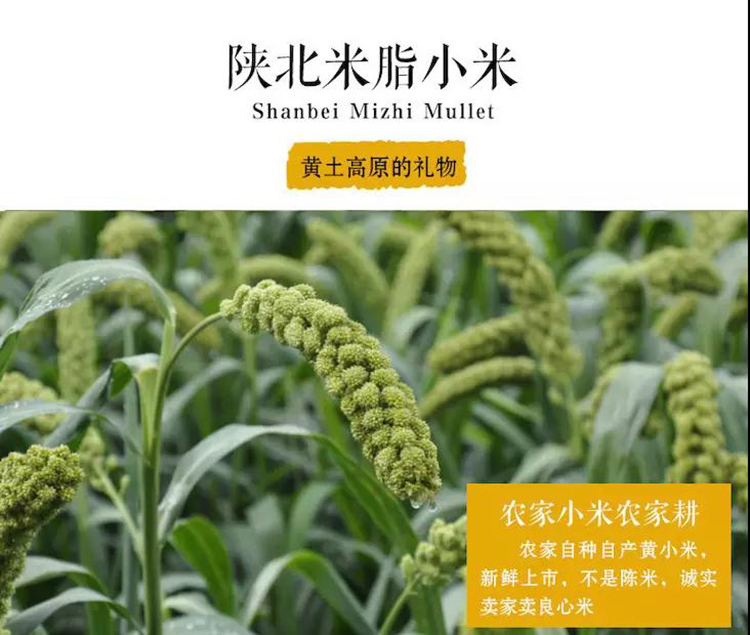 陕北米脂小米
Shanbei Mizhi Mullet
黄土高原的礼物
农家小米农家耕
农家自种自产黄小米，
新鲜上市，不是陈米，诚实
卖家卖良心米